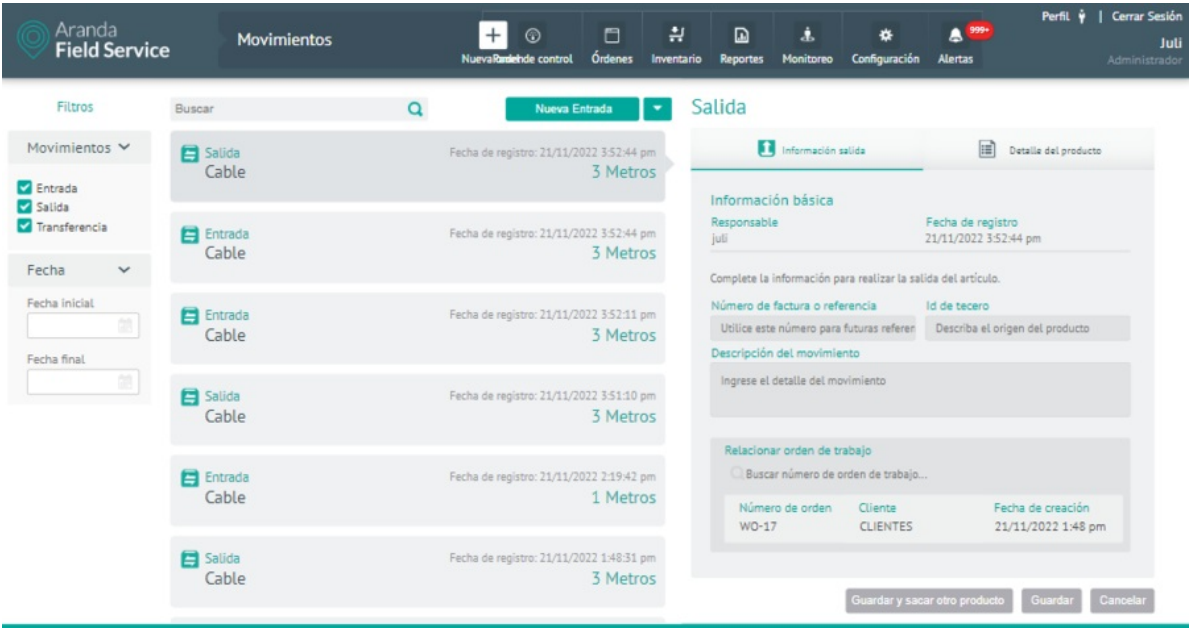 Aranda
Field Service
Movimientos
Nueva Orden
Panel de control
Órdenes
Inventario
Reportes
Monitoreo
Configuración
Alertas
999+
Perfil | Cerrar Sesión
Juli
Administrador
Filtros
Movimientos
Entrada
Salida
Transferencia
Fecha
Fecha inicial
Fecha final
Buscar
Nueva Entrada
Salida Fecha de registro: 21/11/2022 3:52:44 pm
Cable 3 Metros
Entrada Fecha de registro: 21/11/2022 3:52:44 pm
Cable 3 Metros
Entrada Fecha de registro: 21/11/2022 3:52:11 pm
Cable 3 Metros
Salida Fecha de registro: 21/11/2022 3:51:10 pm
Cable 3 Metros
Entrada Fecha de registro: 21/11/2022 2:19:42 pm
Cable 1 Metros
Salida Fecha de registro: 21/11/2022 1:48:31 pm
Cable 3 Metros
Salida
Información salida Detalle del producto
Información básica
Responsable Fecha de registro
juli 21/11/2022 3:52:44 pm
Complete la información para realizar la salida del artículo.
Número de factura o referencia Id de tecero
Utilice este número para futuras referen Describa el origen del producto
Descripción del movimiento
Ingrese el detalle del movimiento
Relacionar orden de trabajo
Buscar número de orden de trabajo...
Número de orden Cliente Fecha de creación
WO-17 CLIENTES 21/11/2022 1:48 pm
Guardar y sacar otro producto Guardar Cancelar